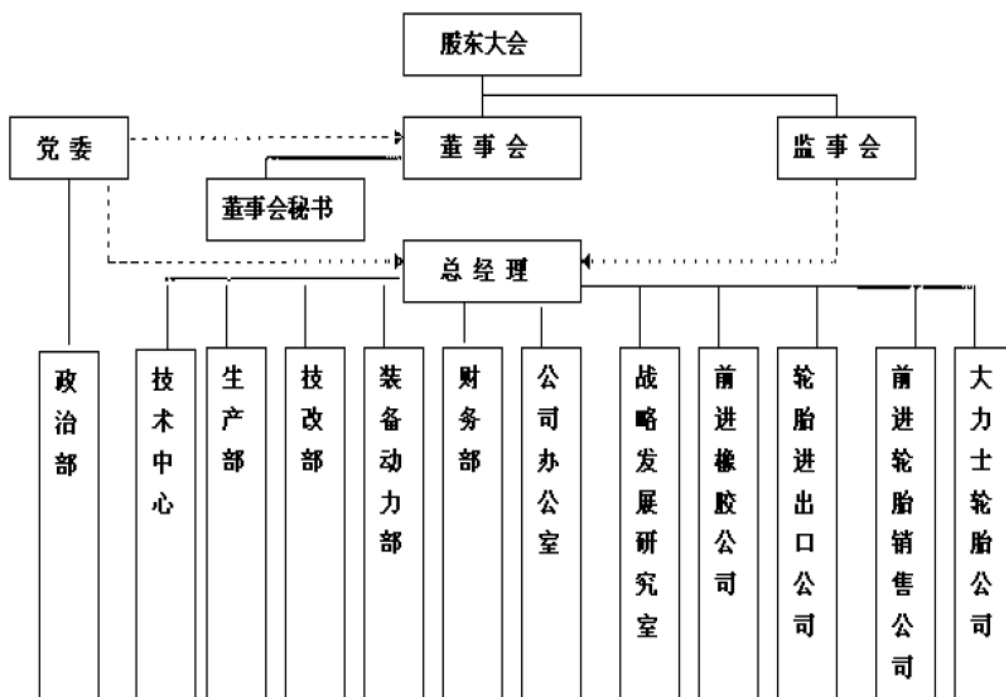 股东大会
党委
董事会
监事会
董事会秘书
总经理
政治部
技术中心
生产部
技改部
装备动力部
财务部
公司办公室
战略发展研究室
前进橡胶公司
轮胎进出口公司
前进轮胎销售公司
大力士轮胎公司